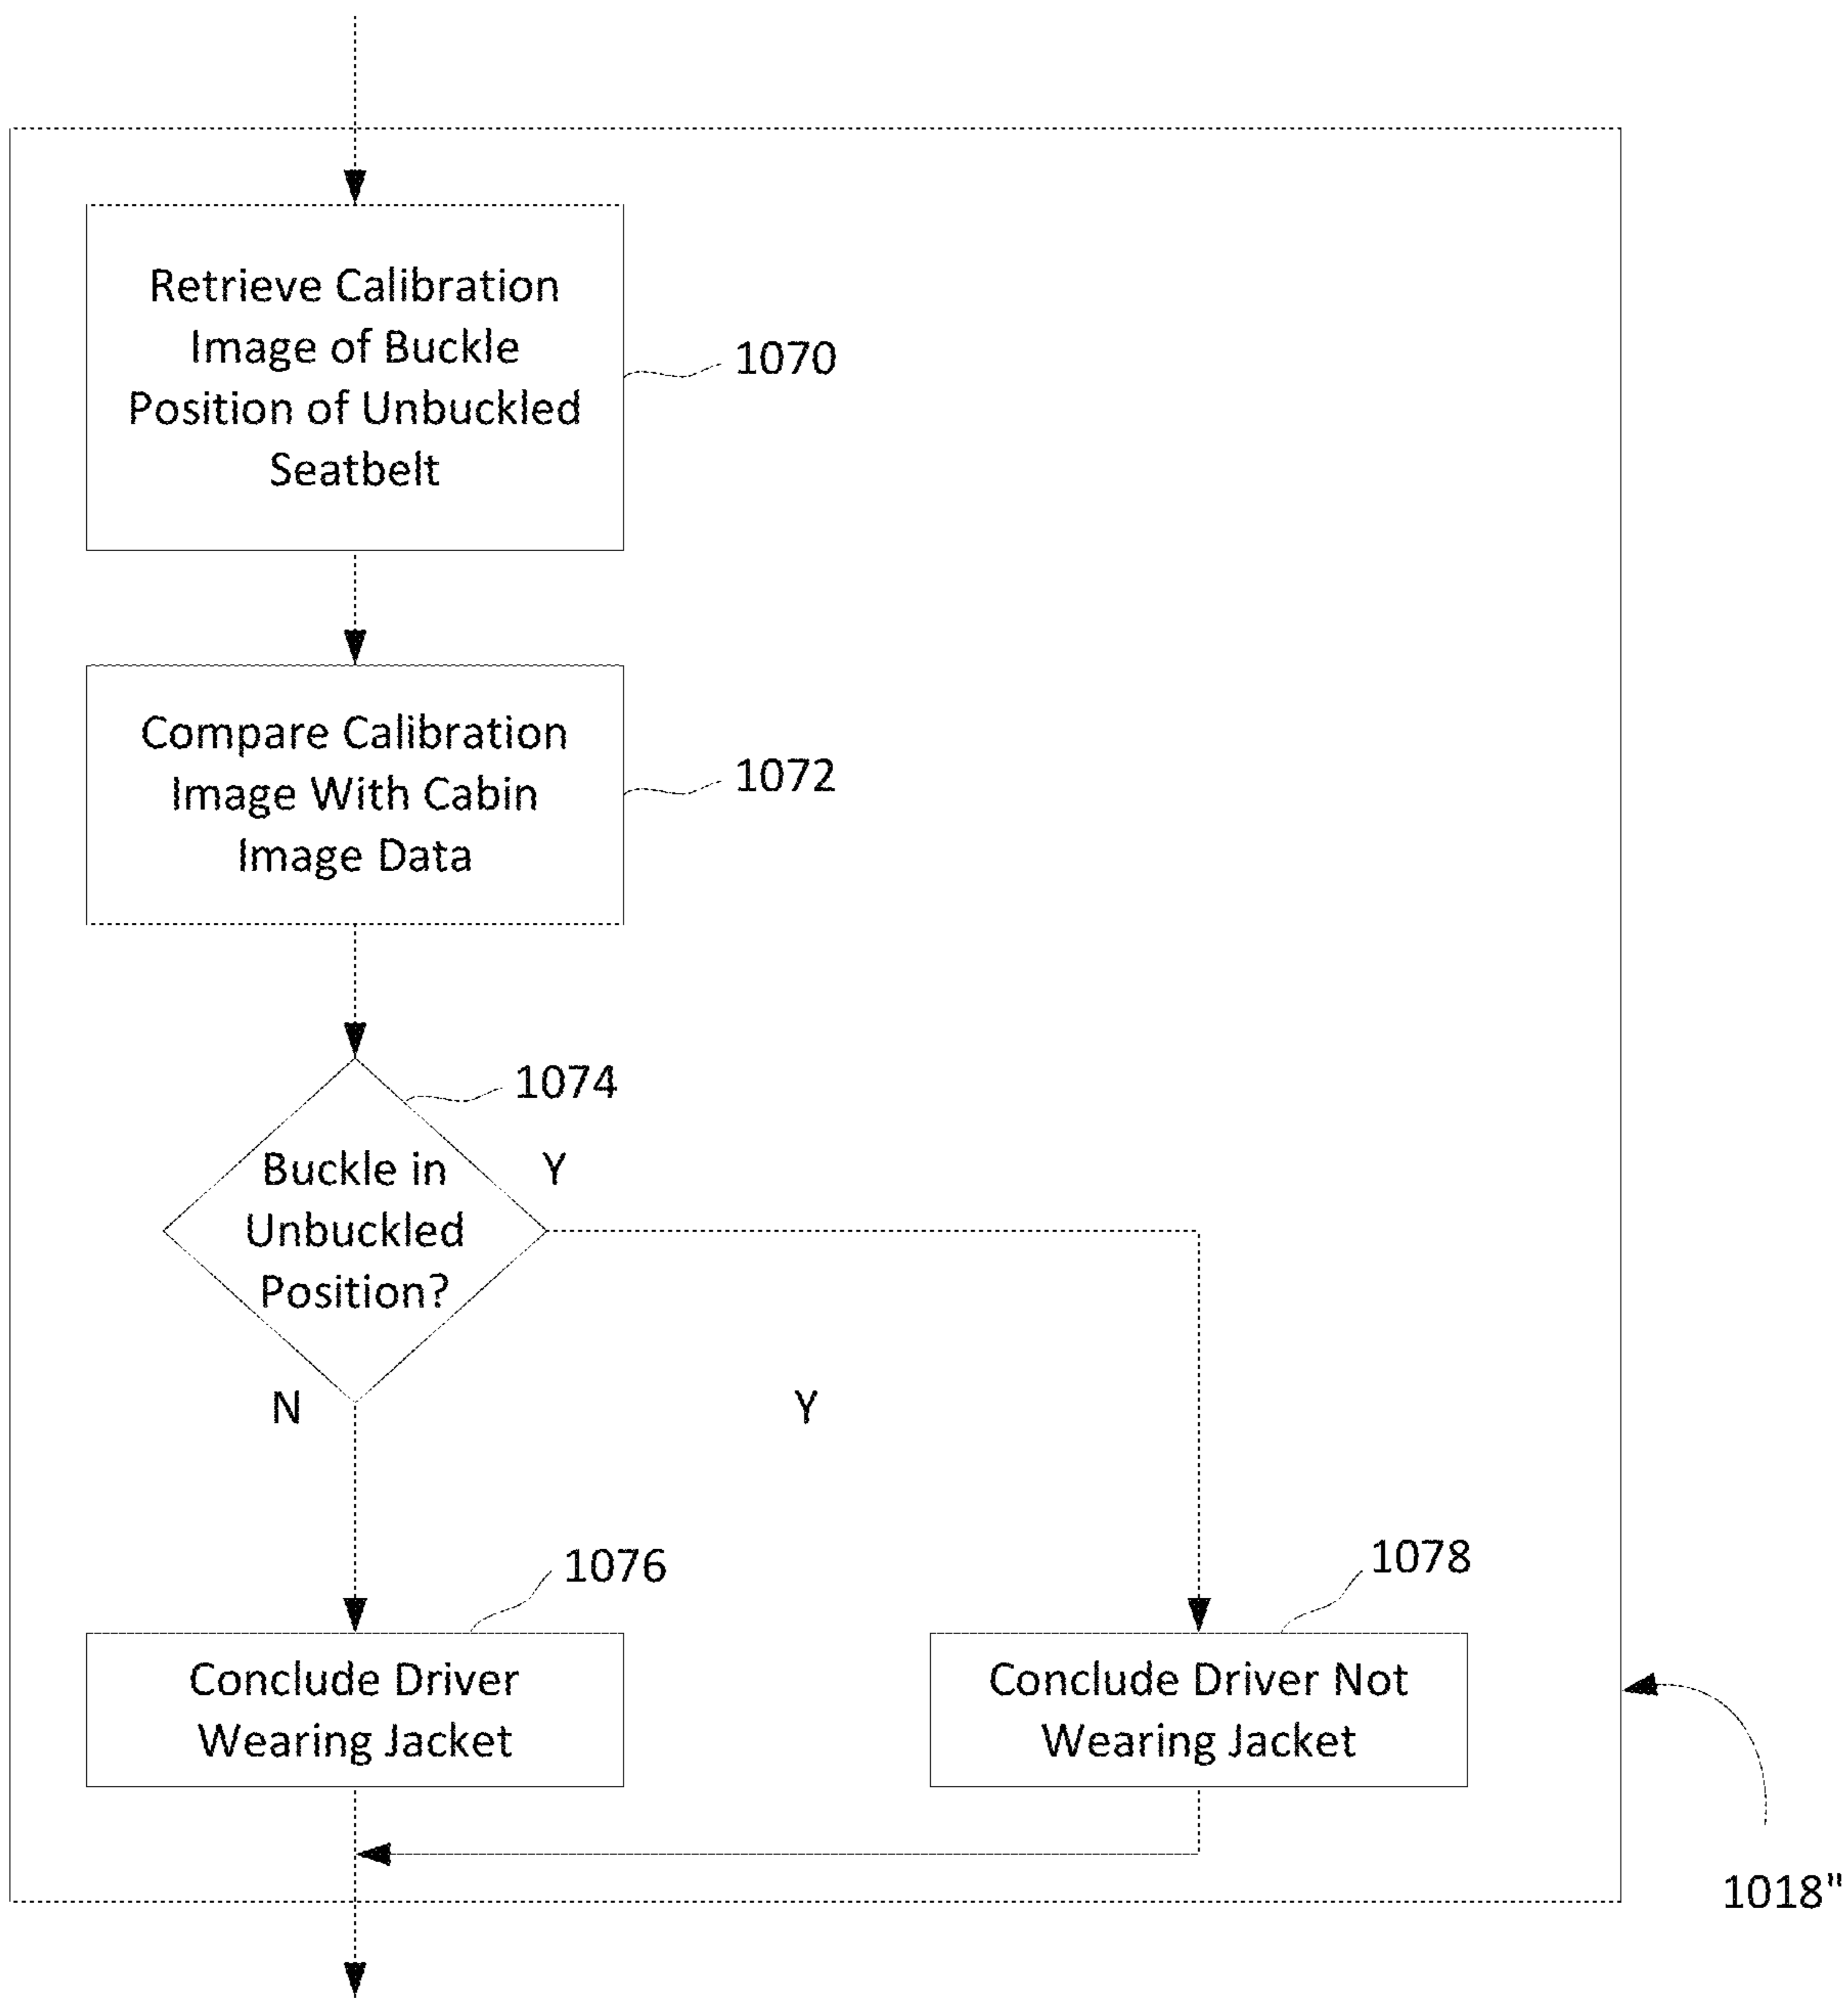 Retrieve Calibration
Image of Buckle
Position of Unbuckled
Seatbelt
1070
Compare Calibration
Image With Cabin
Image Data
1072
1074
Buckle in
Unbuckled
Position?
Y
N
Y
1076
1078
Conclude Driver
Wearing Jacket
Conclude Driver Not
Wearing Jacket
1018"